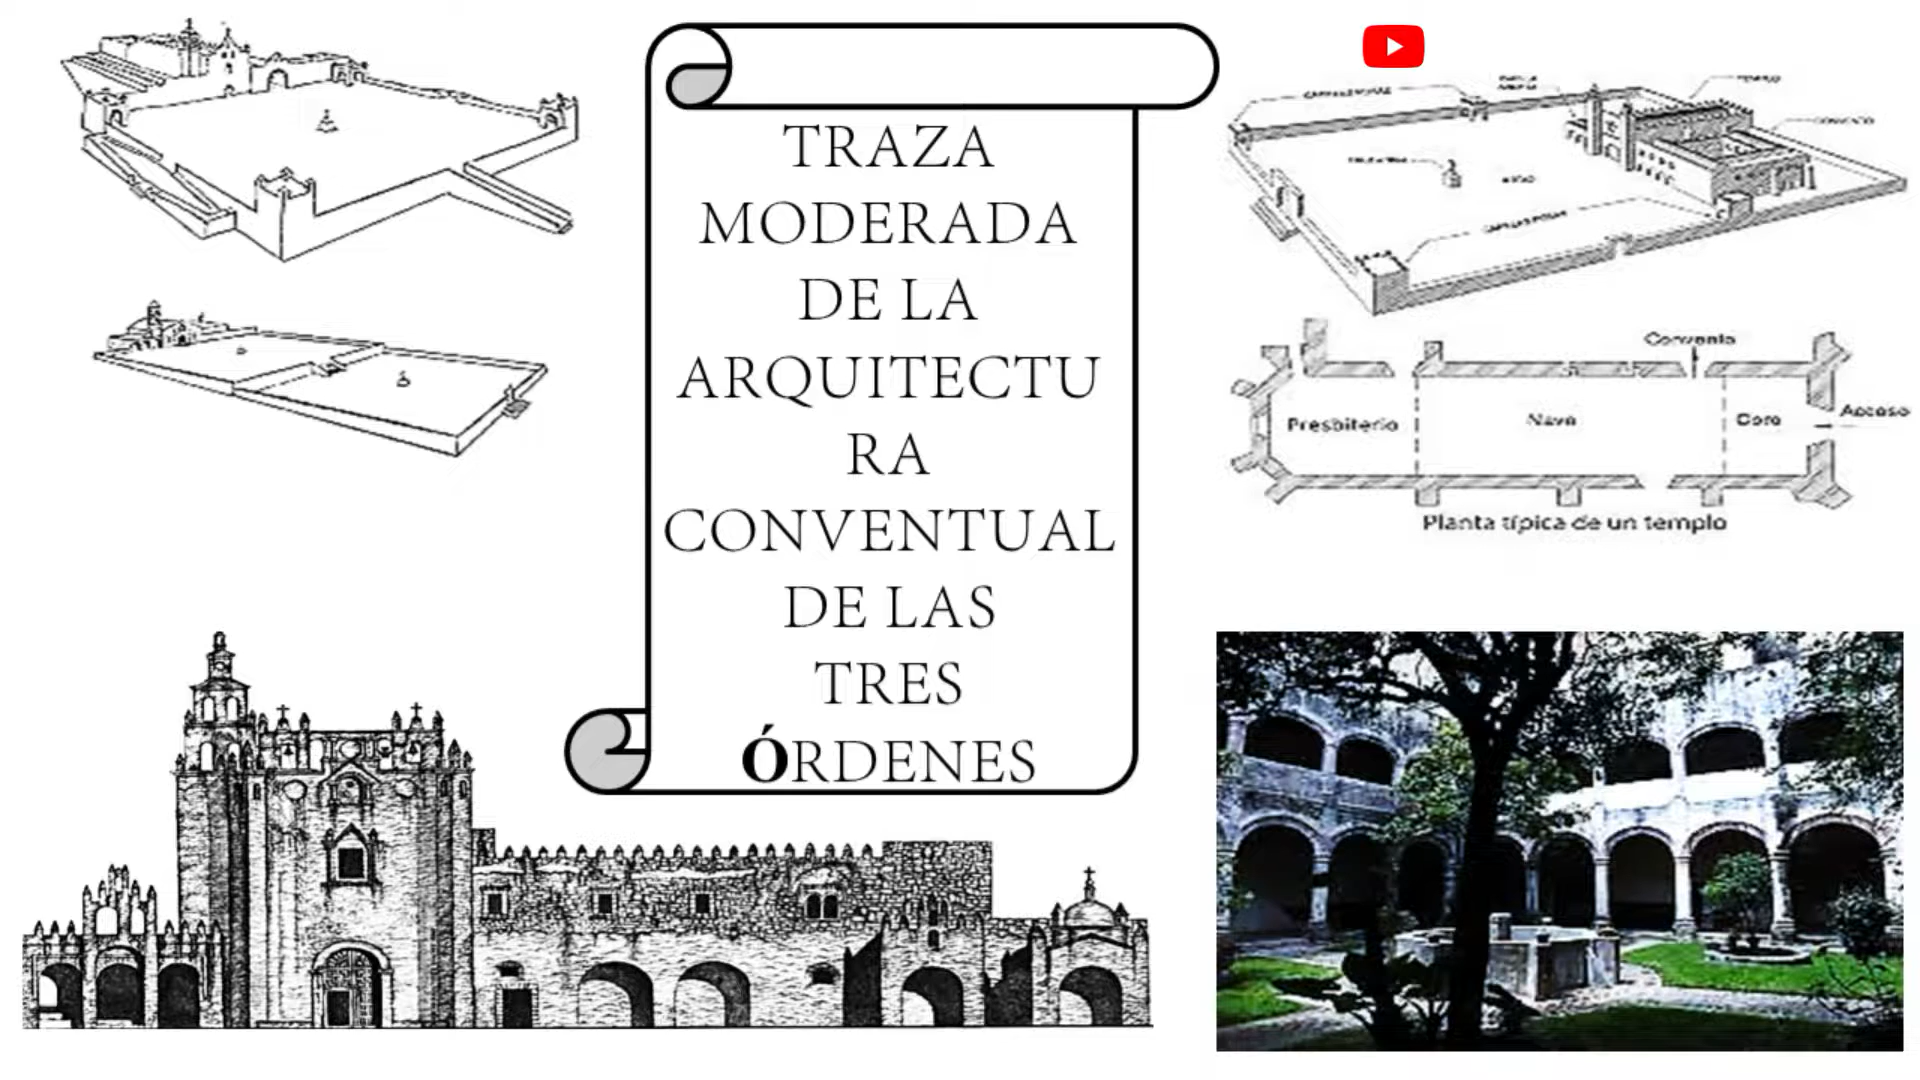 TRAZA
MODERADA
DE LA
ARQUITECTU
RA
CONVENTUAL
DE LAS
TRES
ÓRDENES
Convento
Presbiterio
Nave
Coro
Acceso
Planta típica de un templo